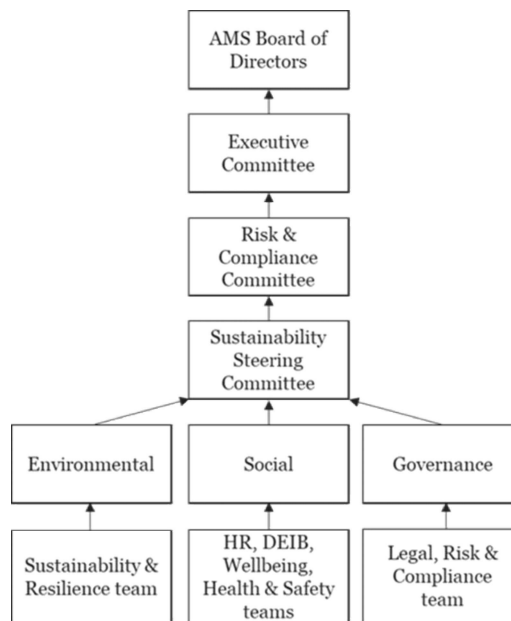 AMS Board of
Directors
Executive
Committee
Risk &
Compliance
Committee
Sustainability
Steering
Committee
Environmental
Social
Governance
Sustainability &
Resilience team
HR, DEIB,
Wellbeing,
Health & Safety
teams
Legal, Risk &
Compliance
team